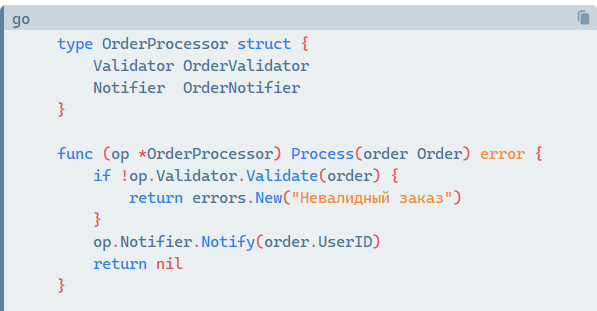 go
type OrderProcessor struct {
    Validator OrderValidator
    Notifier  OrderNotifier
}

func (op *OrderProcessor) Process(order Order) error {
    if !op.Validator.Validate(order) {
        return errors.New("Невалидный заказ")
    }
    op.Notifier.Notify(order.UserID)
    return nil
}